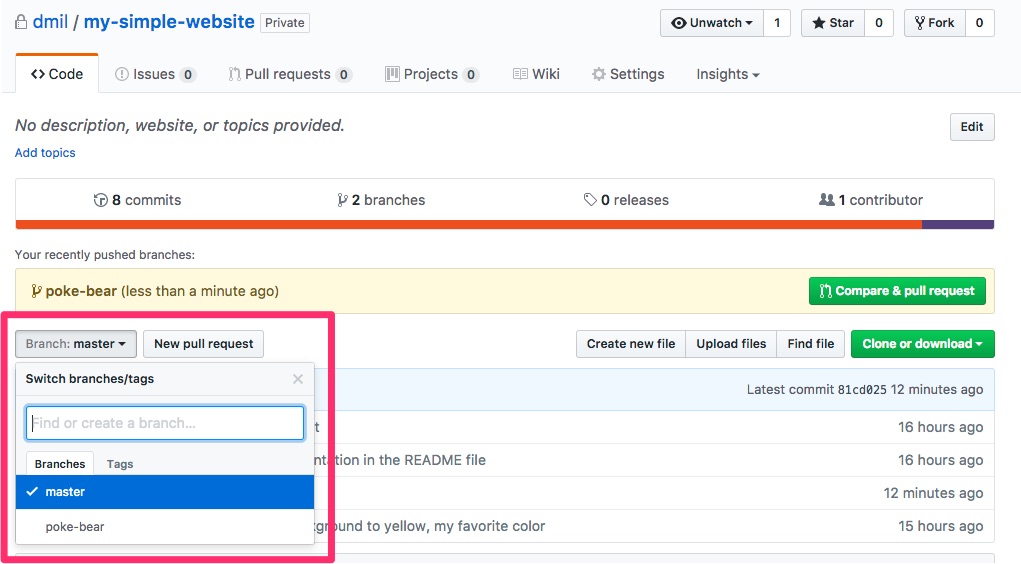 dmil / my-simple-website Private Unwatch 1 Star 0 Fork 0
Code Issues 0 Pull requests 0 Projects 0 Wiki Settings Insights
No description, website, or topics provided. Edit
Add topics
8 commits 2 branches 0 releases 1 contributor
Your recently pushed branches:
poke-bear (less than a minute ago) Compare & pull request
Branch: master New pull request Create new file Upload files Find file Clone or download
Switch branches/tags
Latest commit 81cd025 12 minutes ago
Find or create a branch...
t 16 hours ago
Branches Tags
ntation in the README file 16 hours ago
master 12 minutes ago
poke-bear kground to yellow, my favorite color 15 hours ago